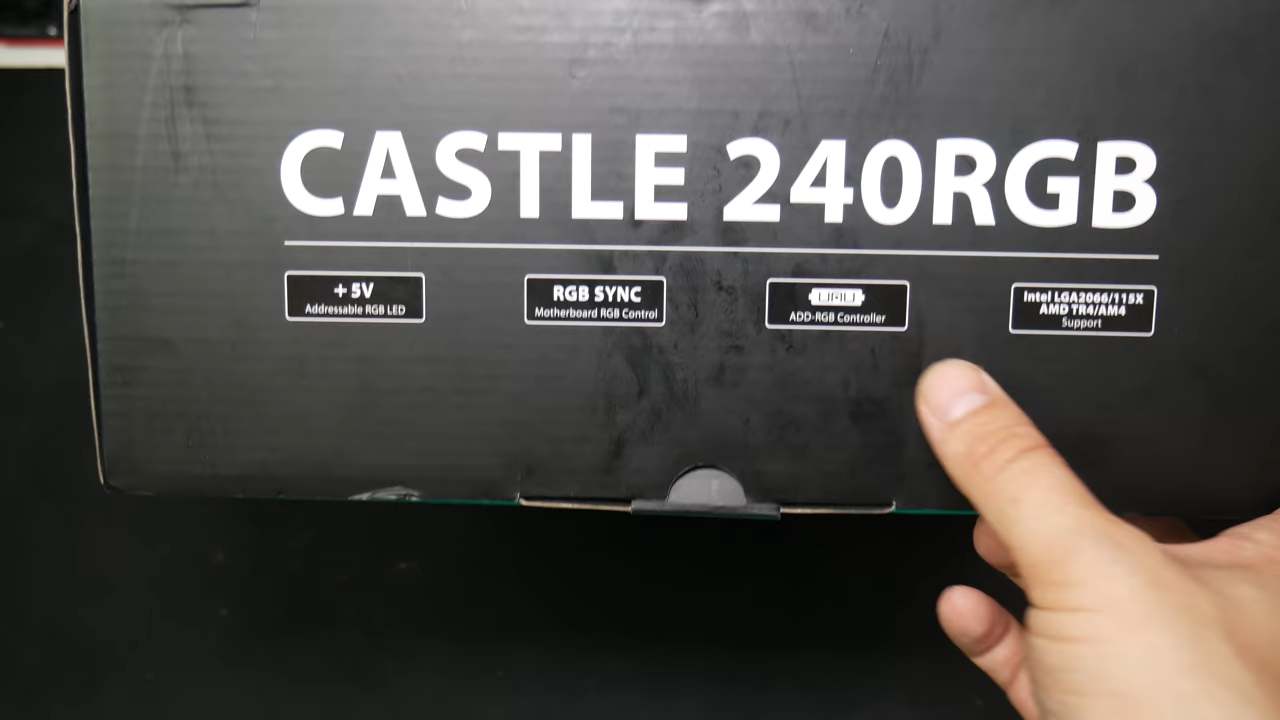 CASTLE 240RGB
+ 5V
Addressable RGB LED
RGB SYNC
Motherboard RGB Control
ADD-RGB Controller
Intel LGA2066/115X
AMD TR4/AM4
Support